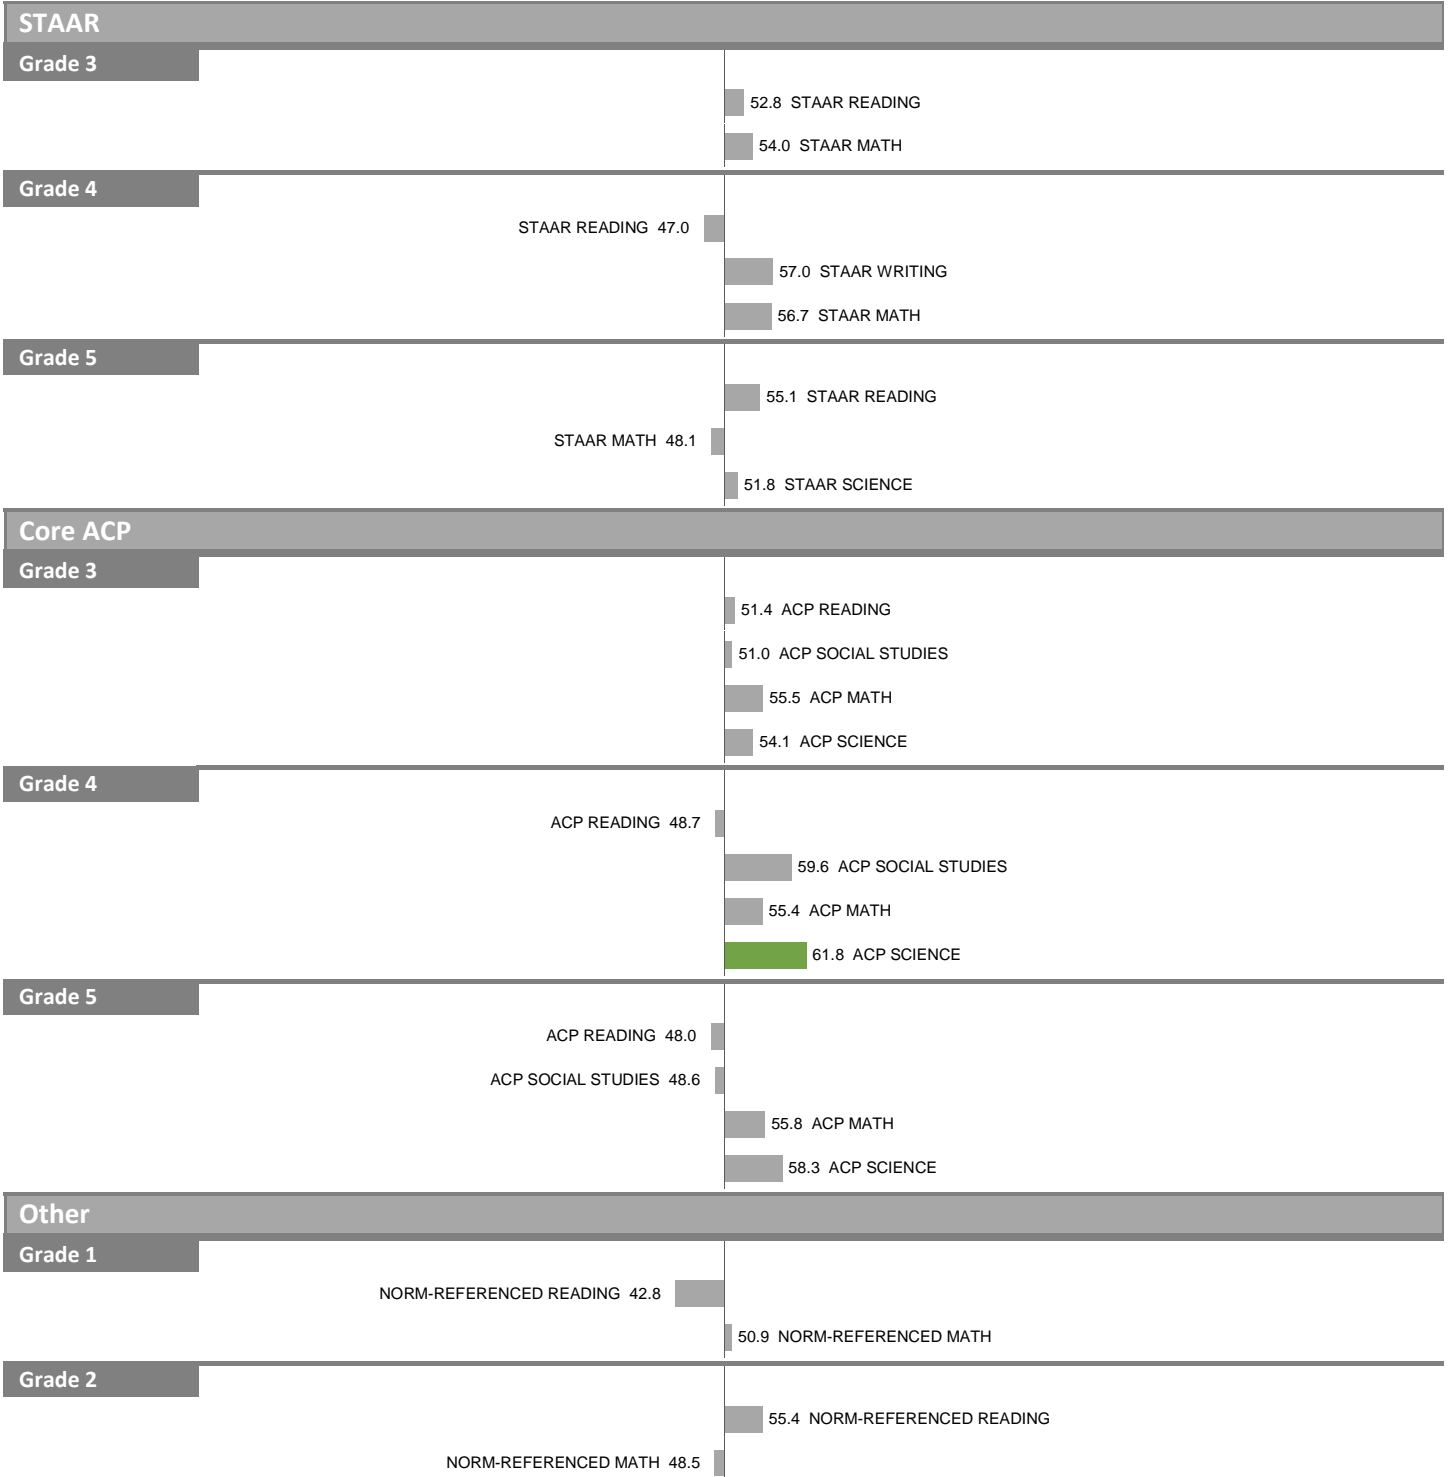 STAAR
Grade 3
52.8 STAAR READING
54.0 STAAR MATH
Grade 4
STAAR READING 47.0
57.0 STAAR WRITING
56.7 STAAR MATH
Grade 5
55.1 STAAR READING
STAAR MATH 48.1
51.8 STAAR SCIENCE
Core ACP
Grade 3
51.4 ACP READING
51.0 ACP SOCIAL STUDIES
55.5 ACP MATH
54.1 ACP SCIENCE
Grade 4
ACP READING 48.7
59.6 ACP SOCIAL STUDIES
55.4 ACP MATH
61.8 ACP SCIENCE
Grade 5
ACP READING 48.0
ACP SOCIAL STUDIES 48.6
55.8 ACP MATH
58.3 ACP SCIENCE
Other
Grade 1
NORM-REFERENCED READING 42.8
50.9 NORM-REFERENCED MATH
Grade 2
55.4 NORM-REFERENCED READING
NORM-REFERENCED MATH 48.5